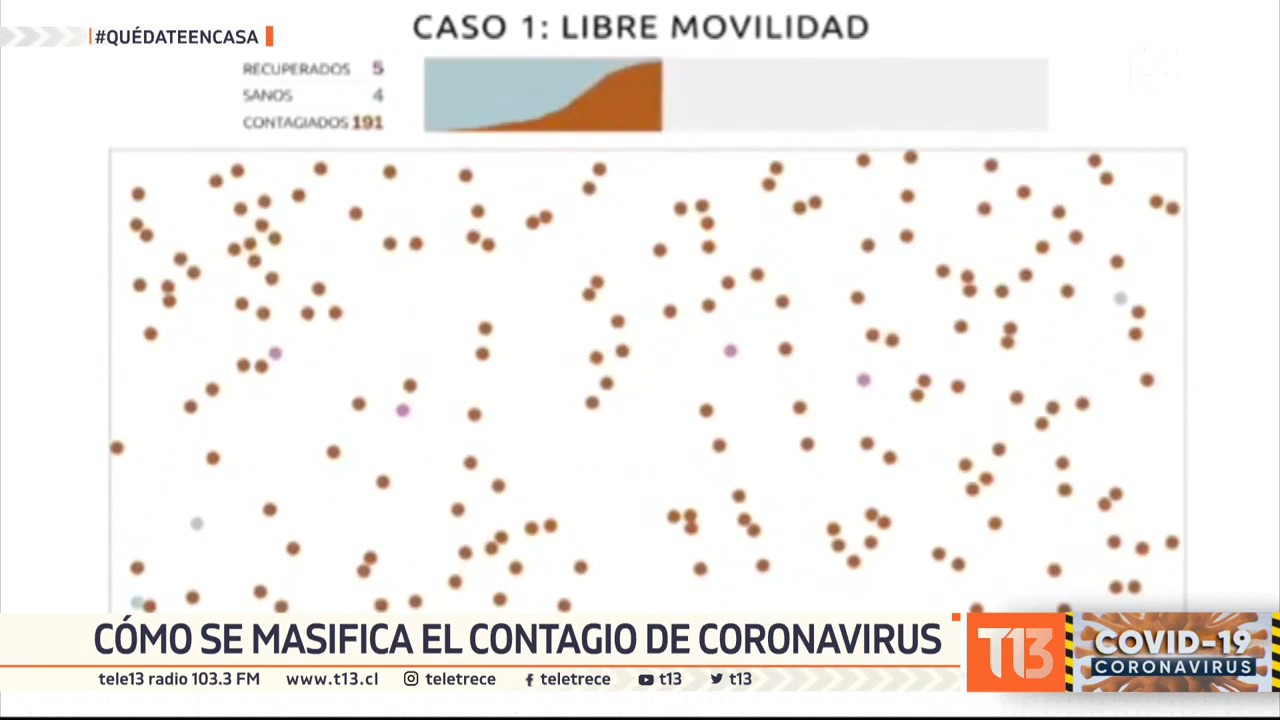 #QUÉDATEENCASA
CASO 1: LIBRE MOVILIDAD
RECUPERADOS 5
SANOS 4
CONTAGIADOS 191
CÓMO SE MASIFICA EL CONTAGIO DE CORONAVIRUS
tele13 radio 103.3 FM www.t13.cl teletrece teletrece t13 t13
T13
COVID-19
CORONAVIRUS